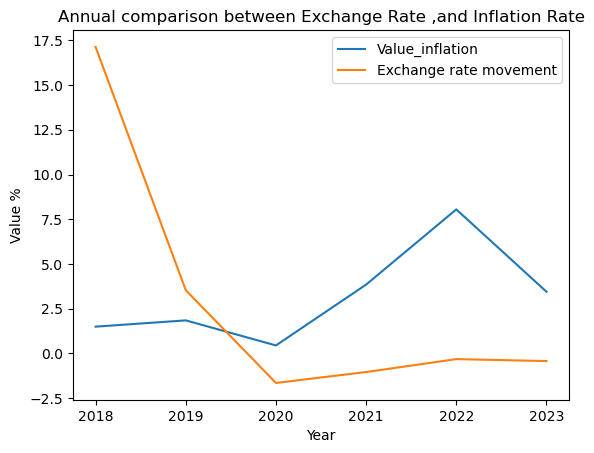 Annual comparison between Exchange Rate ,and Inflation Rate
Value_inflation
Exchange rate movement
17.5
15.0
12.5
10.0
7.5
5.0
2.5
0.0
−2.5
Value %
2018 2019 2020 2021 2022 2023
Year